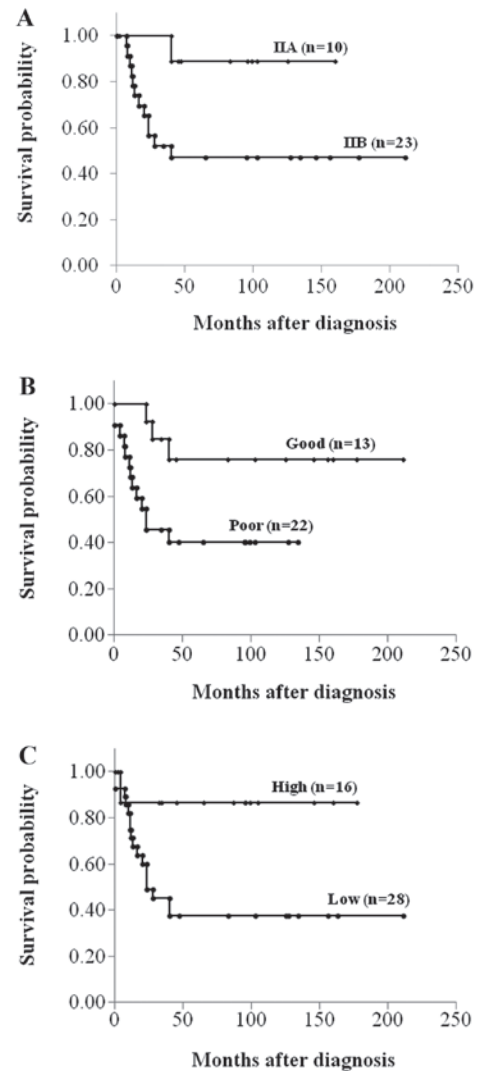 A
Survival probability
1.00
0.80
0.60
0.40
0.20
0.00
IIA (n=10)
IIB (n=23)
0 50 100 150 200 250
Months after diagnosis
B
Survival probability
1.00
0.80
0.60
0.40
0.20
0.00
Good (n=13)
Poor (n=22)
0 50 100 150 200 250
Months after diagnosis
C
Survival probability
1.00
0.80
0.60
0.40
0.20
0.00
High (n=16)
Low (n=28)
0 50 100 150 200 250
Months after diagnosis